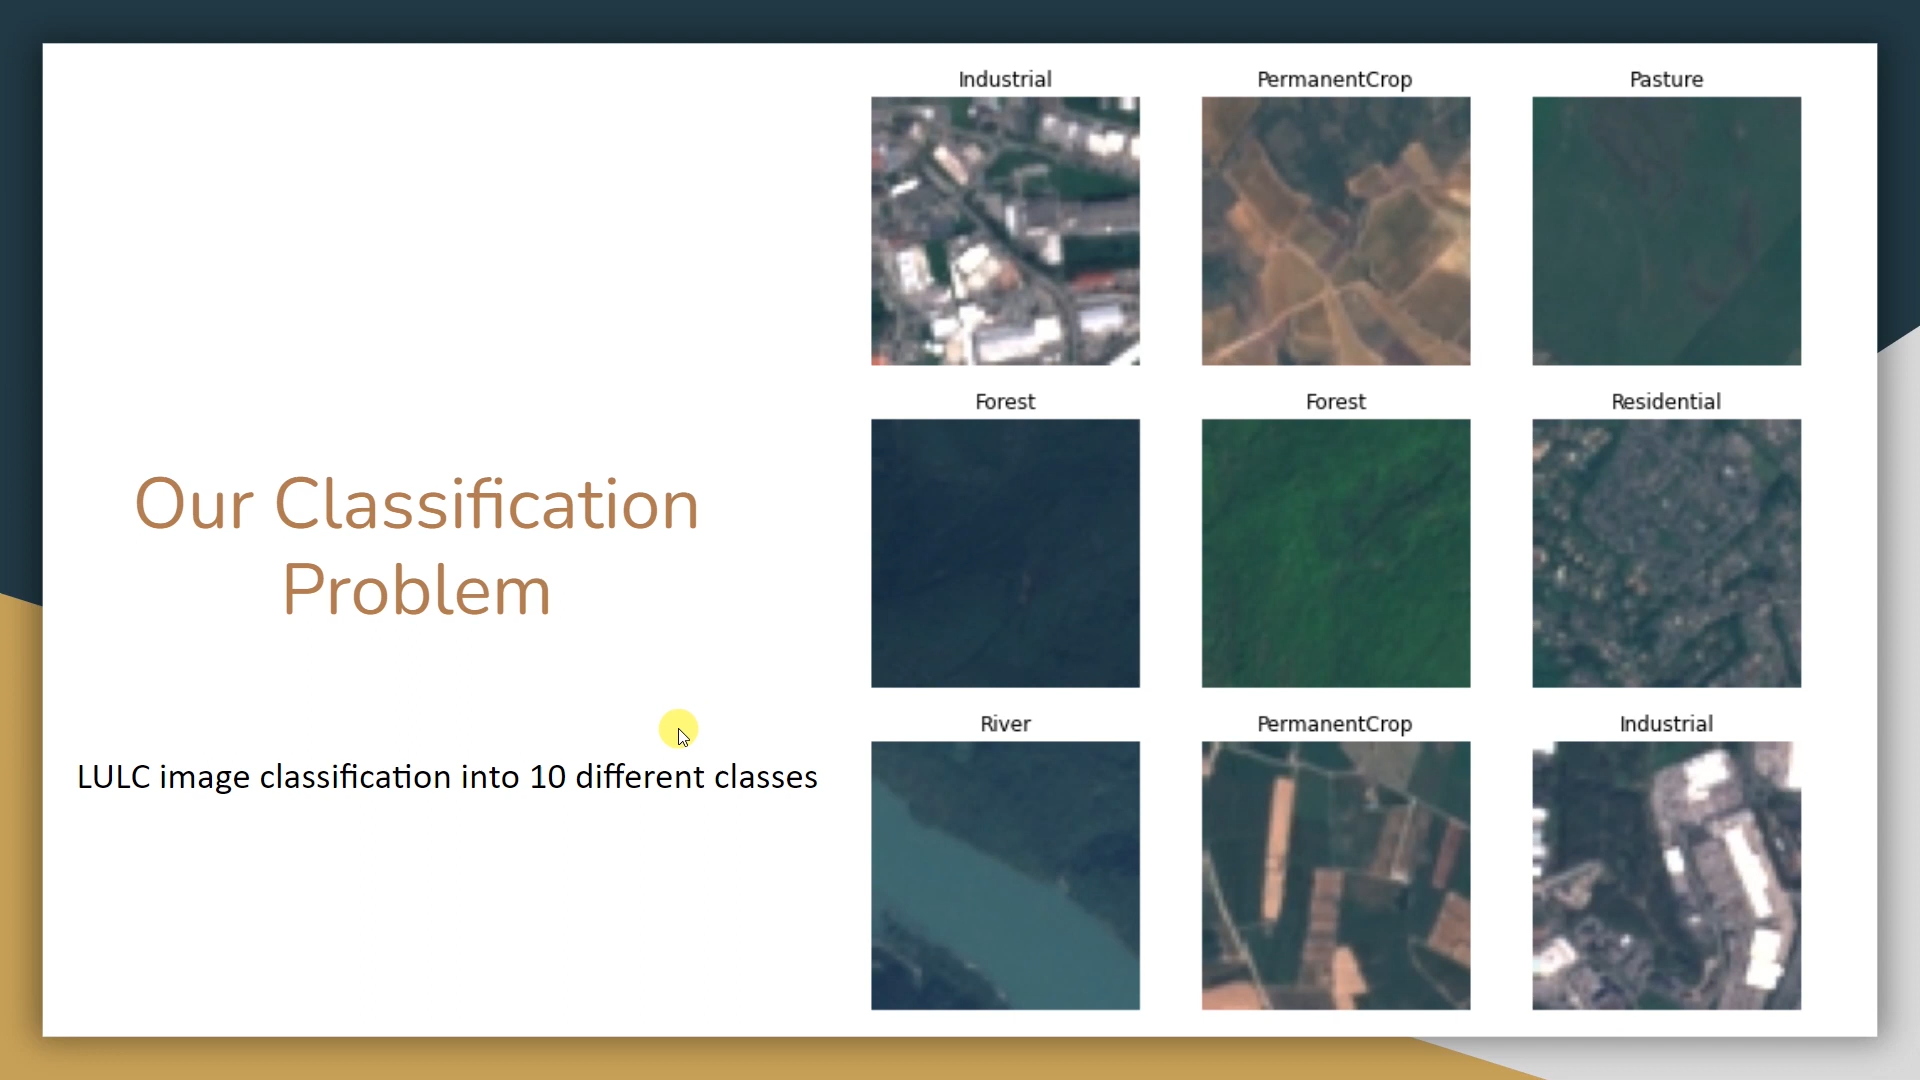 Our Classification
Problem
LULC image classification into 10 different classes
Industrial
PermanentCrop
Pasture
Forest
Forest
Residential
River
PermanentCrop
Industrial